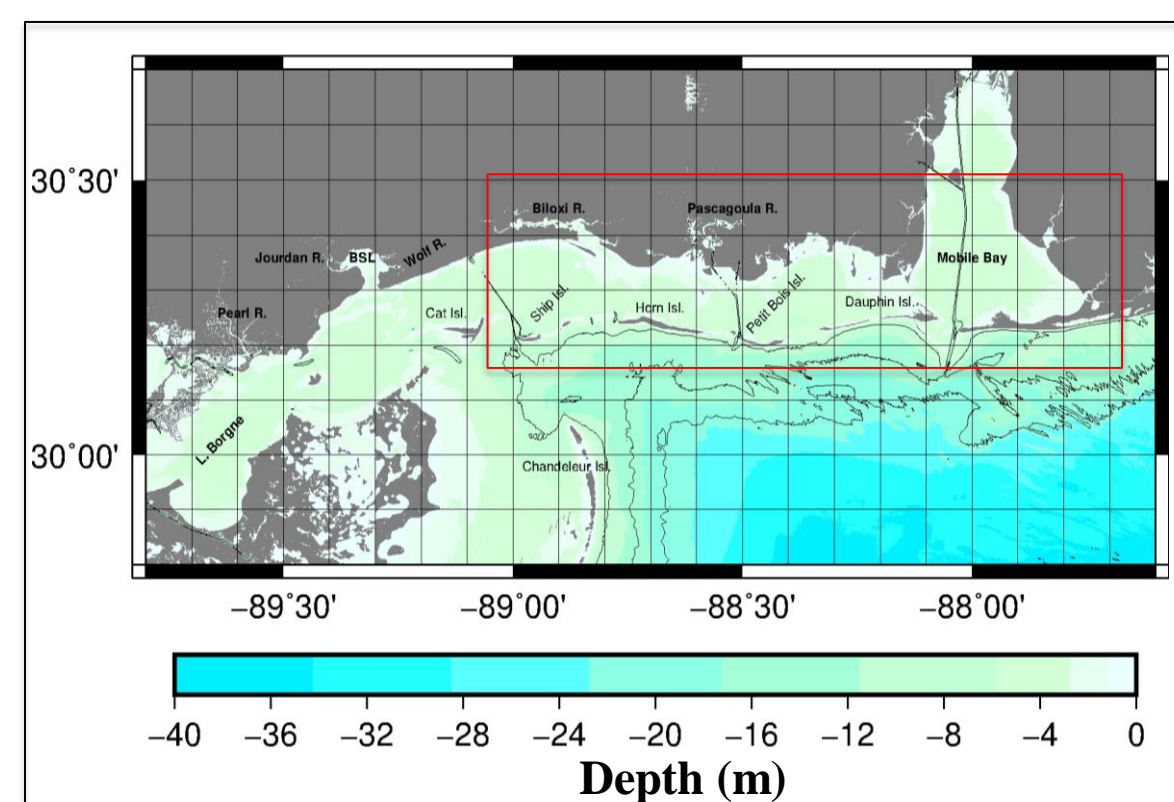 30°30'
Biloxi R.
Pascagoula R.
Jourdan R.
BSL
Wolf R.
Mobile Bay
Pearl R.
Cat Isl.
Ship Isl.
Horn Isl.
Petit Bois Isl.
Dauphin Isl.
L. Borgne
30°00'
Chandeleur Isl.
−89°30' −89°00' −88°30' −88°00'
−40 −36 −32 −28 −24 −20 −16 −12 −8 −4 0
Depth (m)